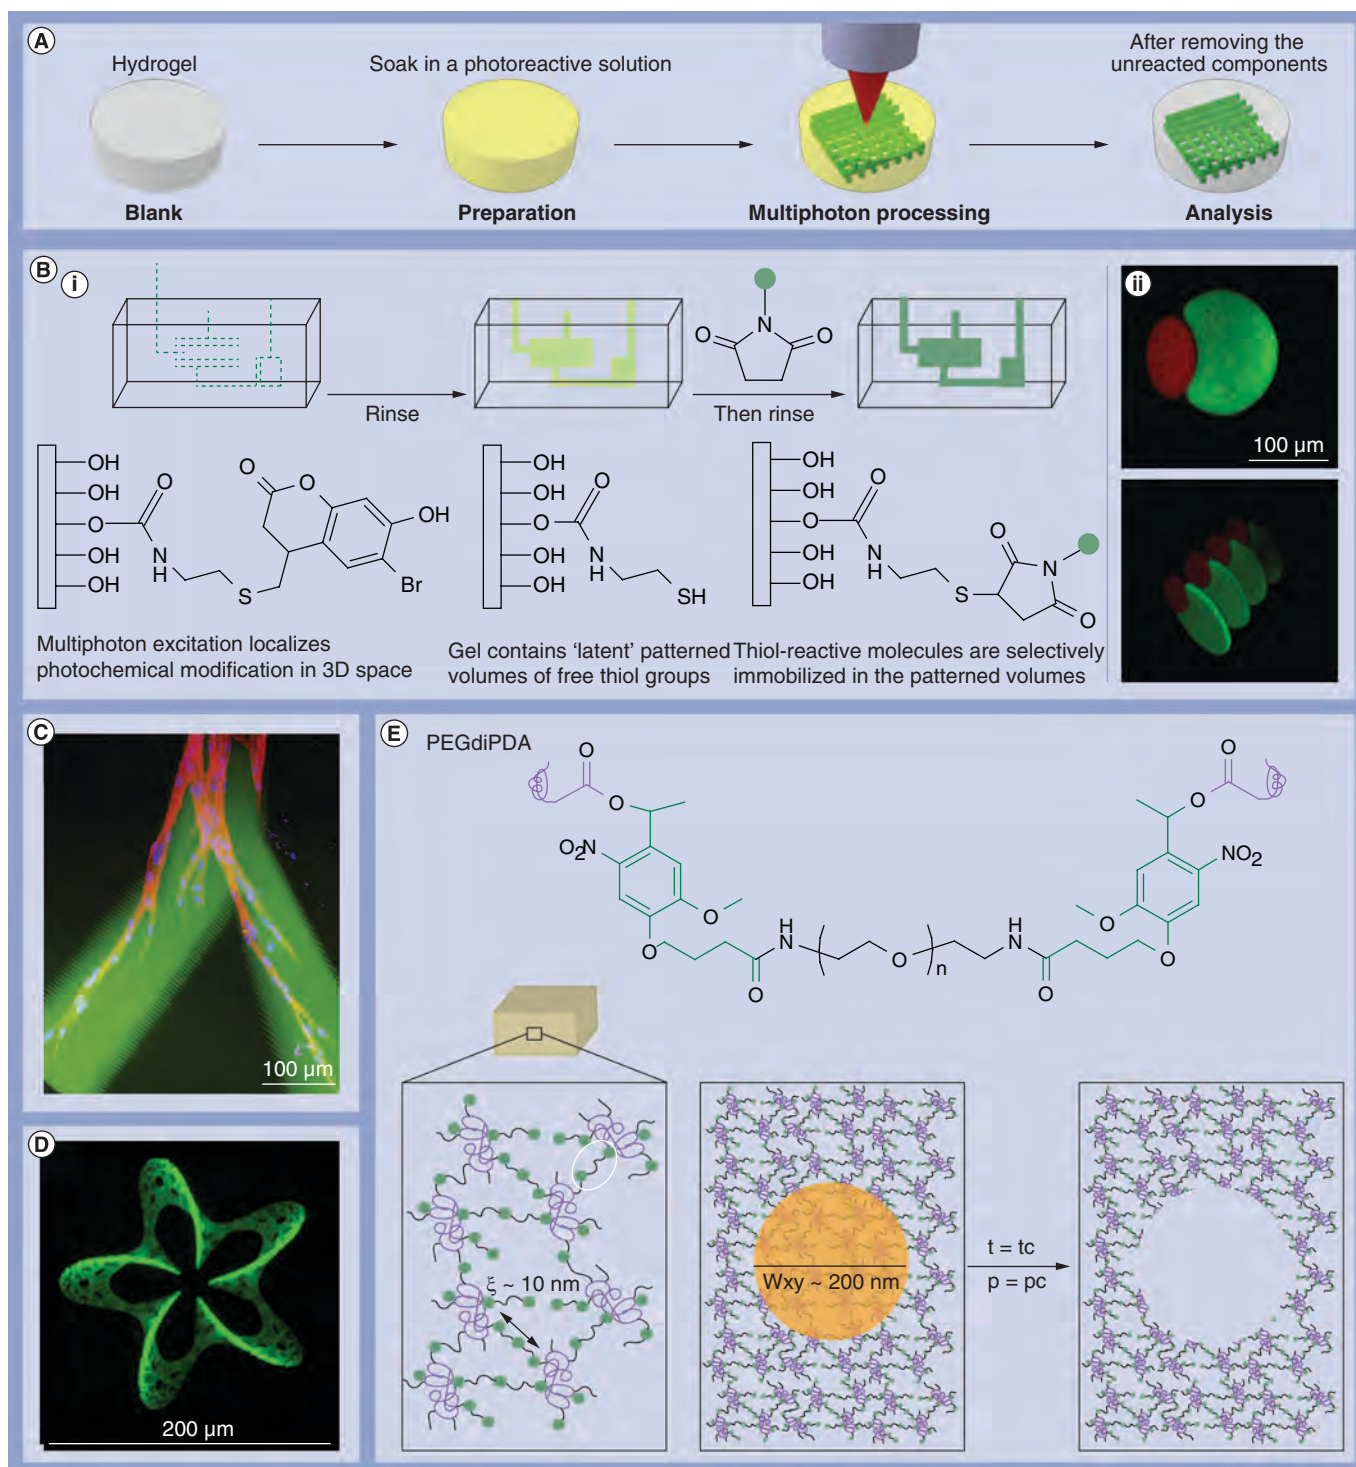 A
Hydrogel
Soak in a photoreactive solution
After removing the
unreacted components
Blank
Preparation
Multiphoton processing
Analysis
B
i
Rinse
N
O
O
Then rinse
ii
100 µm
OH
OH
O
OH
OH
O
N
H
S
O
O
OH
Br
OH
OH
O
OH
OH
O
N
H
SH
OH
OH
O
OH
OH
O
N
H
S
O
N
O
Multiphoton excitation localizes
photochemical modification in 3D space
Gel contains ‘latent’ patterned
volumes of free thiol groups
Thiol-reactive molecules are selectively
immobilized in the patterned volumes
C
100 µm
D
200 µm
E
PEGdiPDA
O
O
O2N
O
O
O
H
N
O
n
H
N
O
O
O
NO2
O
O
ξ ~ 10 nm
Wxy ~ 200 nm
t = tc
p = pc